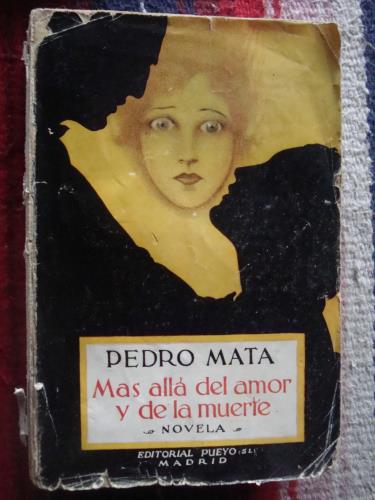 PEDRO MATA
Mas allá del amor
y de la muerte
NOVELA
EDITORIAL PUEYO (S.L.)
MADRID